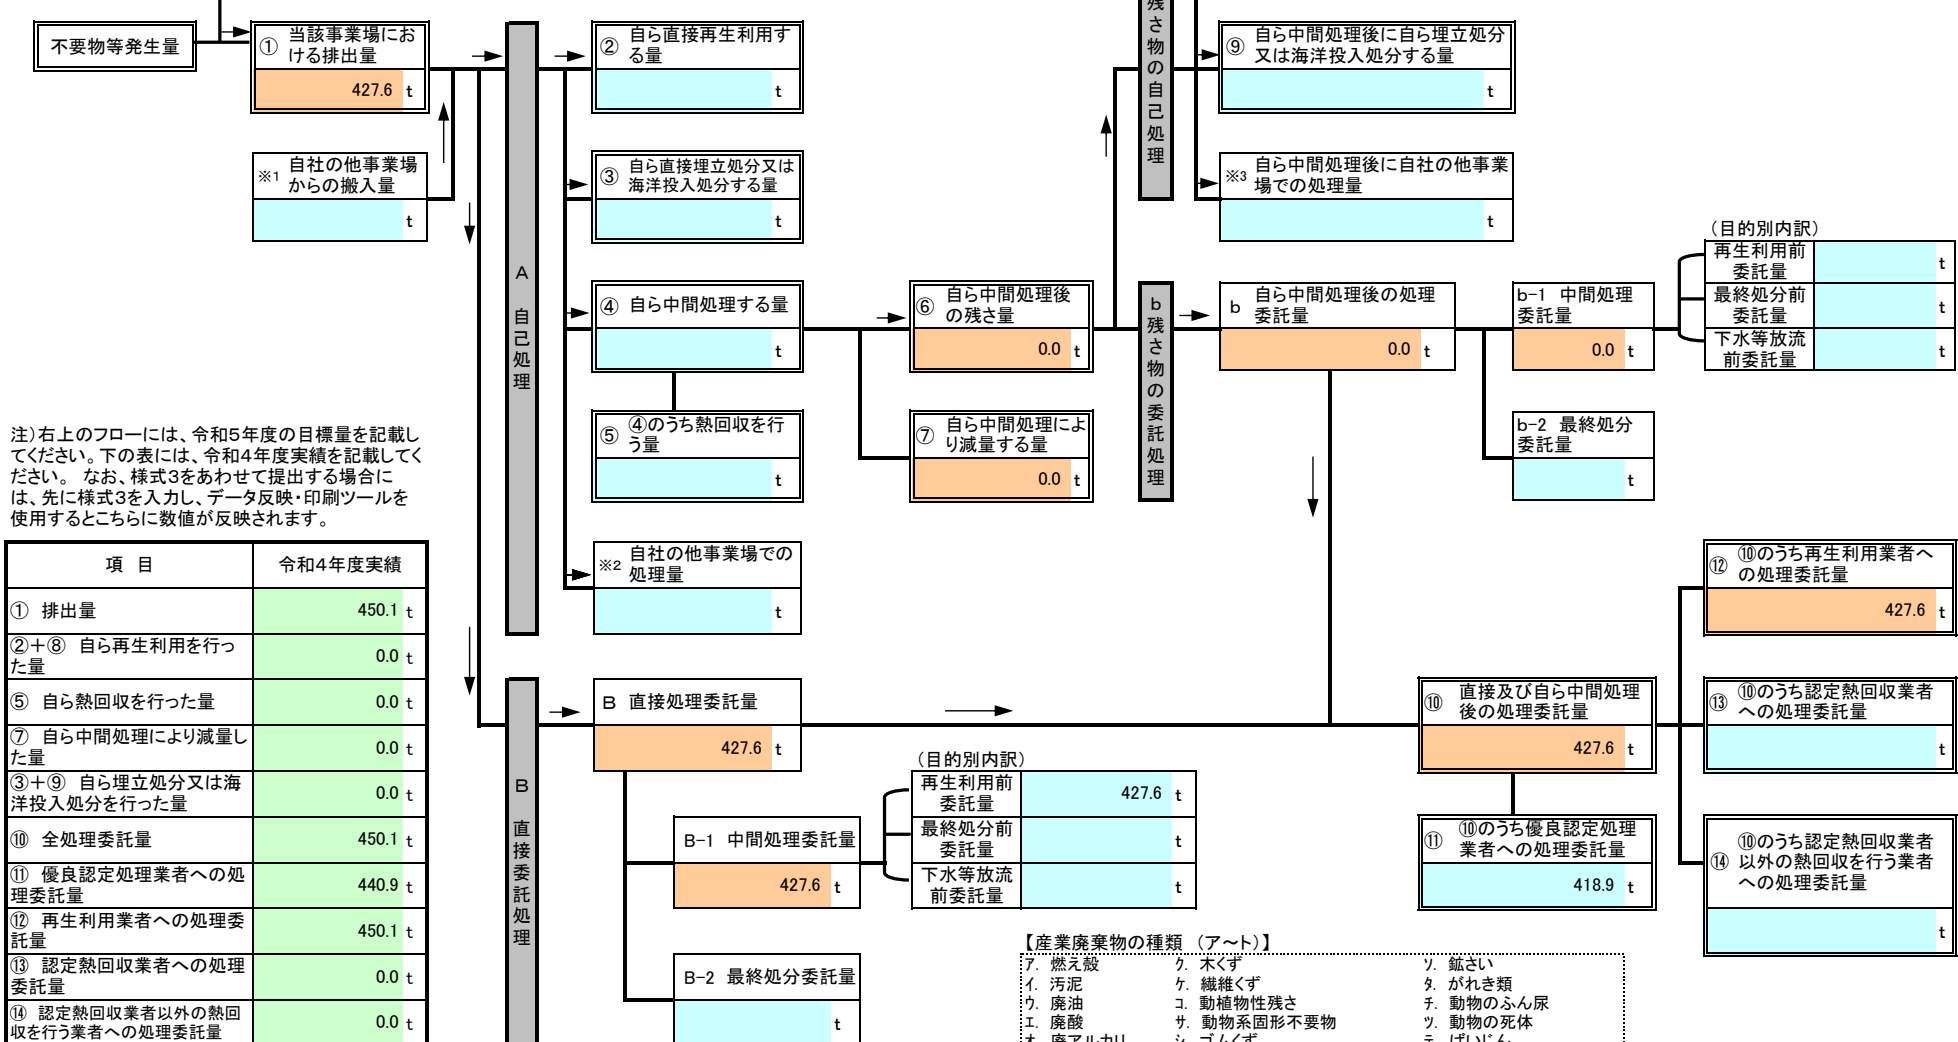 不要物等発生量
① 当該事業場にお
ける排出量
427.6 t
※1 自社の他事業場
からの搬入量
t
A 自己処理
② 自ら直接再生利用す
る量
t
③ 自ら直接埋立処分又は
海洋投入処分する量
t
④ 自ら中間処理する量
t
⑤ ④のうち熱回収を行
う量
t
※2 自社の他事業場での
処理量
t
⑥ 自ら中間処理後
の残さ量
0.0 t
⑦ 自ら中間処理によ
り減量する量
0.0 t
残さ物の自己処理
⑨ 自ら中間処理後に自ら埋立処分
又は海洋投入処分する量
t
※3 自ら中間処理後に自社の他事業
場での処理量
t
b 残さ物の委託処理
b 自ら中間処理後の処理
委託量
0.0 t
b-1 中間処理
委託量
0.0 t
b-2 最終処分
委託量
t
(目的別内訳)
再生利用前
委託量
t
最終処分前
委託量
t
下水等放流
前委託量
t
注)右上のフローには、令和5年度の目標量を記載し
てください。下の表には、令和4年度実績を記載してく
ださい。 なお、様式3をあわせて提出する場合に
は、先に様式3を入力し、データ反映・印刷ツールを
使用するとこちらに数値が反映されます。
項 目 令和4年度実績
① 排出量 450.1 t
②+⑧ 自ら再生利用を行っ
た量 0.0 t
⑤ 自ら熱回収を行った量 0.0 t
⑦ 自ら中間処理により減量し
た量 0.0 t
③+⑨ 自ら埋立処分又は海
洋投入処分を行った量 0.0 t
⑩ 全処理委託量 450.1 t
⑪ 優良認定処理業者への処
理委託量 440.9 t
⑫ 再生利用業者への処理委
託量 450.1 t
⑬ 認定熱回収業者への処理
委託量 0.0 t
⑭ 認定熱回収業者以外の熱回
収を行う業者への処理委託量 0.0 t
B 直接委託処理
B 直接処理委託量
427.6 t
B-1 中間処理委託量
427.6 t
B-2 最終処分委託量
t
(目的別内訳)
再生利用前
委託量
427.6 t
最終処分前
委託量
t
下水等放流
前委託量
t
⑩ 直接及び自ら中間処理
後の処理委託量
427.6 t
⑪ ⑩のうち優良認定処理
業者への処理委託量
418.9 t
⑫ ⑩のうち再生利用業者へ
の処理委託量
427.6 t
⑬ ⑩のうち認定熱回収業者
への処理委託量
t
⑭ ⑩のうち認定熱回収業者
以外の熱回収を行う業者
への処理委託量
t
【産業廃棄物の種類 (ア～ト)】
ア. 燃え殻 ク. 木くず ソ. 鉱さい
イ. 汚泥 ケ. 繊維くず タ. がれき類
ウ. 廃油 コ. 動植物性残さ チ. 動物のふん尿
エ. 廃酸 サ. 動物系固形不要物 ツ. 動物の死体
オ. 廃アルカリ シ. ゴムくず テ. ばいじん